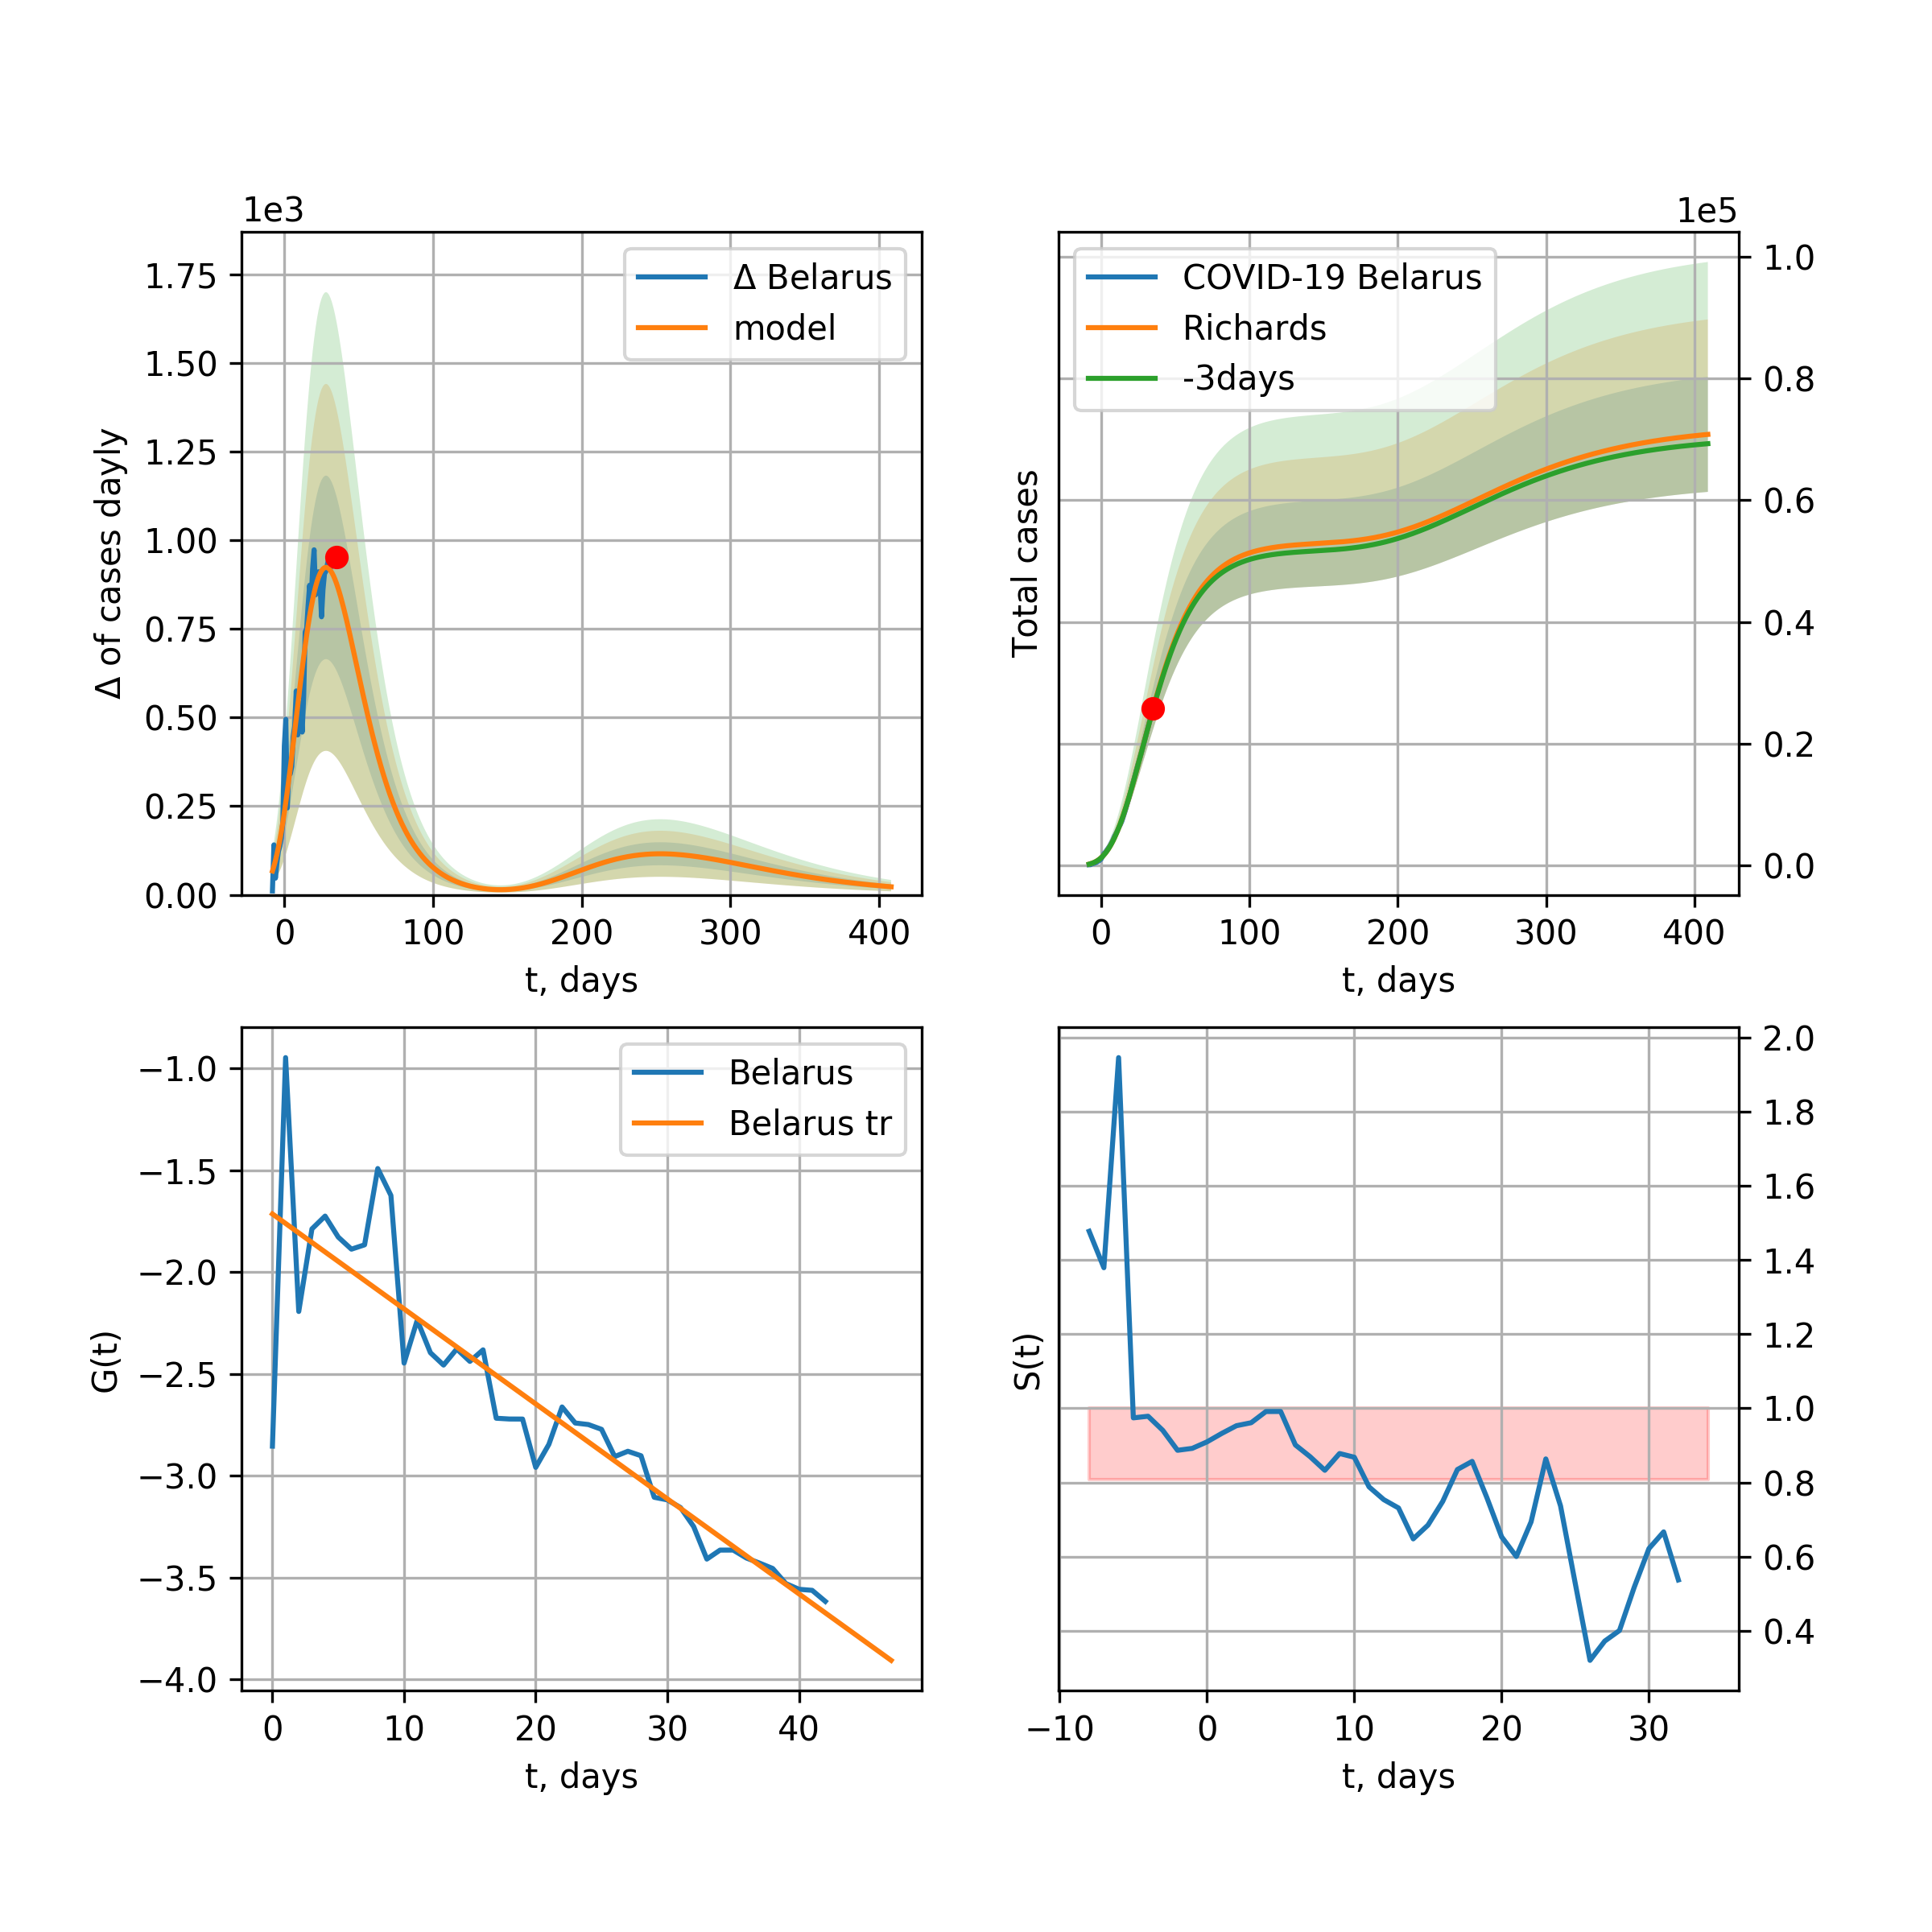 1e3
1.75
1.50
1.25
1.00
0.75
0.50
0.25
0.00
Δ of cases dayly
Δ Belarus
model
0 100 200 300 400
t, days
1e5
COVID-19 Belarus
Richards
-3days
Total cases
1.0
0.8
0.6
0.4
0.2
0.0
0 100 200 300 400
t, days
−1.0
−1.5
−2.0
−2.5
−3.0
−3.5
−4.0
G(t)
Belarus
Belarus tr
0 10 20 30 40
t, days
S(t)
2.0
1.8
1.6
1.4
1.2
1.0
0.8
0.6
0.4
−10 0 10 20 30
t, days